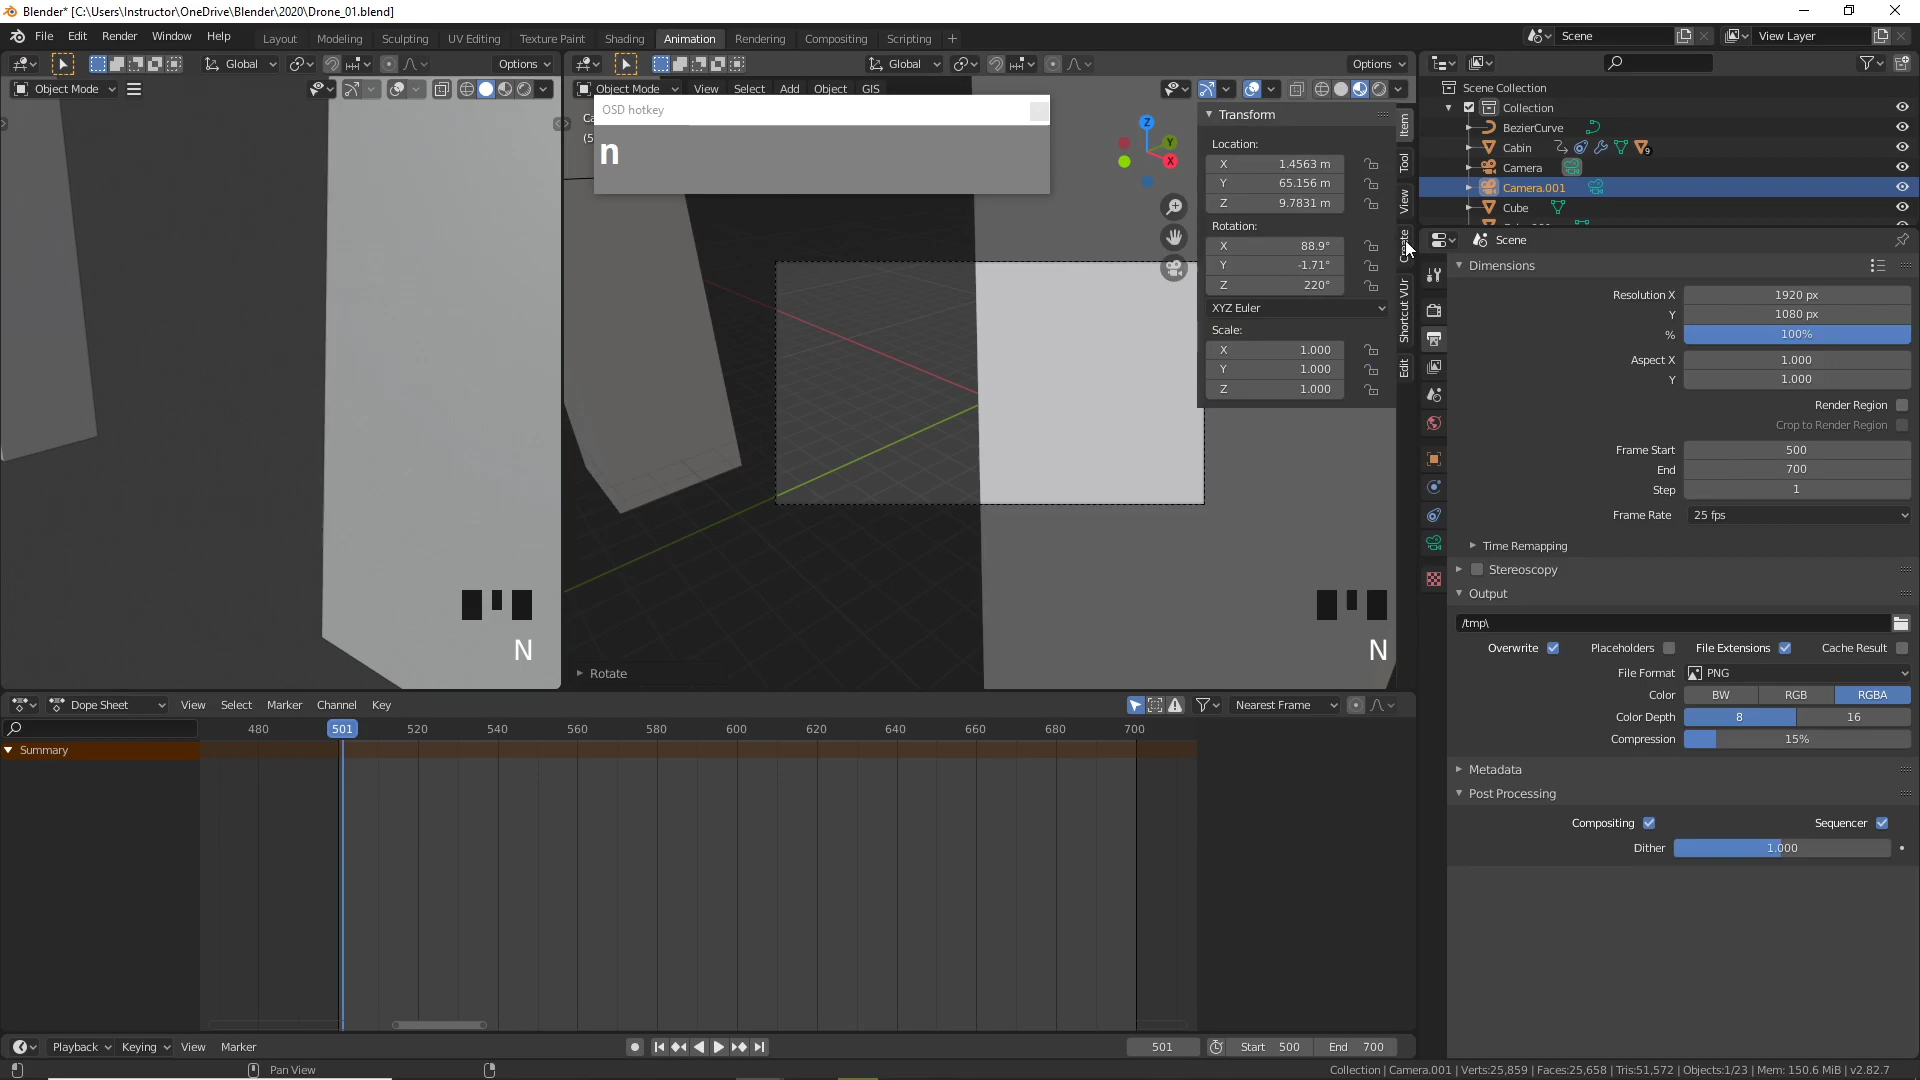 Blender* [C:\Users\Instructor\OneDrive\Blender\2020\Drone_01.blend]
File Edit Render Window Help Layout Modeling Sculpting UV Editing Texture Paint Shading Animation Rendering Compositing Scripting + Scene View Layer
Global Options Global Options
Object Mode Object Mode View Select Add Object GIS
OSD hotkey
n
Z
Y
X
Transform
Location:
X 1.4563 m
Y 65.156 m
Z 9.7831 m
Rotation:
X 88.9°
Y -1.71°
Z 220°
XYZ Euler
Scale:
X 1.000
Y 1.000
Z 1.000
Item
Tool
View
Shortcut VUr
Edit
Scene Collection
Collection
BezierCurve
Cabin 9
Camera
Camera.001
Cube
Scene
Dimensions
Resolution X 1920 px
Y 1080 px
% 100%
Aspect X 1.000
Y 1.000
Render Region
Crop to Render Region
Frame Start 500
End 700
Step 1
Frame Rate 25 fps
Time Remapping
Stereoscopy
Output
/tmp\
Overwrite Placeholders File Extensions Cache Result
File Format PNG
Color BW RGB RGBA
Color Depth 8 16
Compression 15%
Metadata
Post Processing
Compositing Sequencer
Dither 1.000
N
N
Rotate
Dope Sheet View Select Marker Channel Key Nearest Frame
480 501 520 540 560 580 600 620 640 660 680 700
Summary
Playback Keying View Marker 501 Start 500 End 700
Pan View Collection | Camera.001 | Verts:25,859 | Faces:25,658 | Tris:51,572 | Objects:1/23 | Mem: 150.6 MiB | v2.82.7